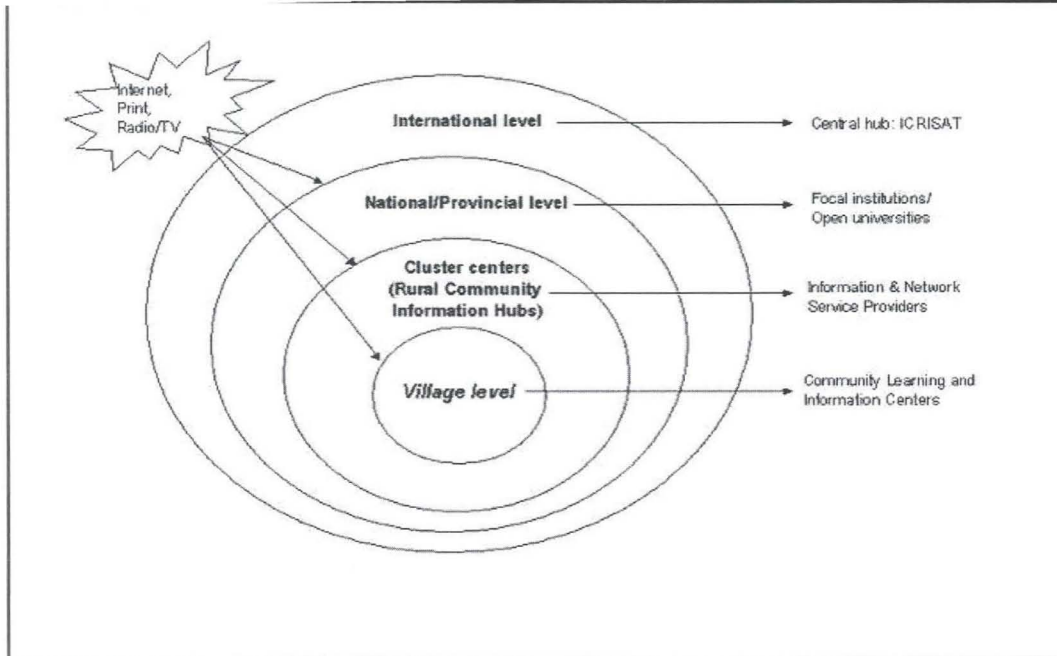 Internet,
Print,
Radio/TV
International level
Central hub: ICRISAT
National/Provincial level
Focal institutions/
Open universities
Cluster centers
(Rural Community
Information Hubs)
Information & Network
Service Providers
Village level
Community Learning and
Information Centers